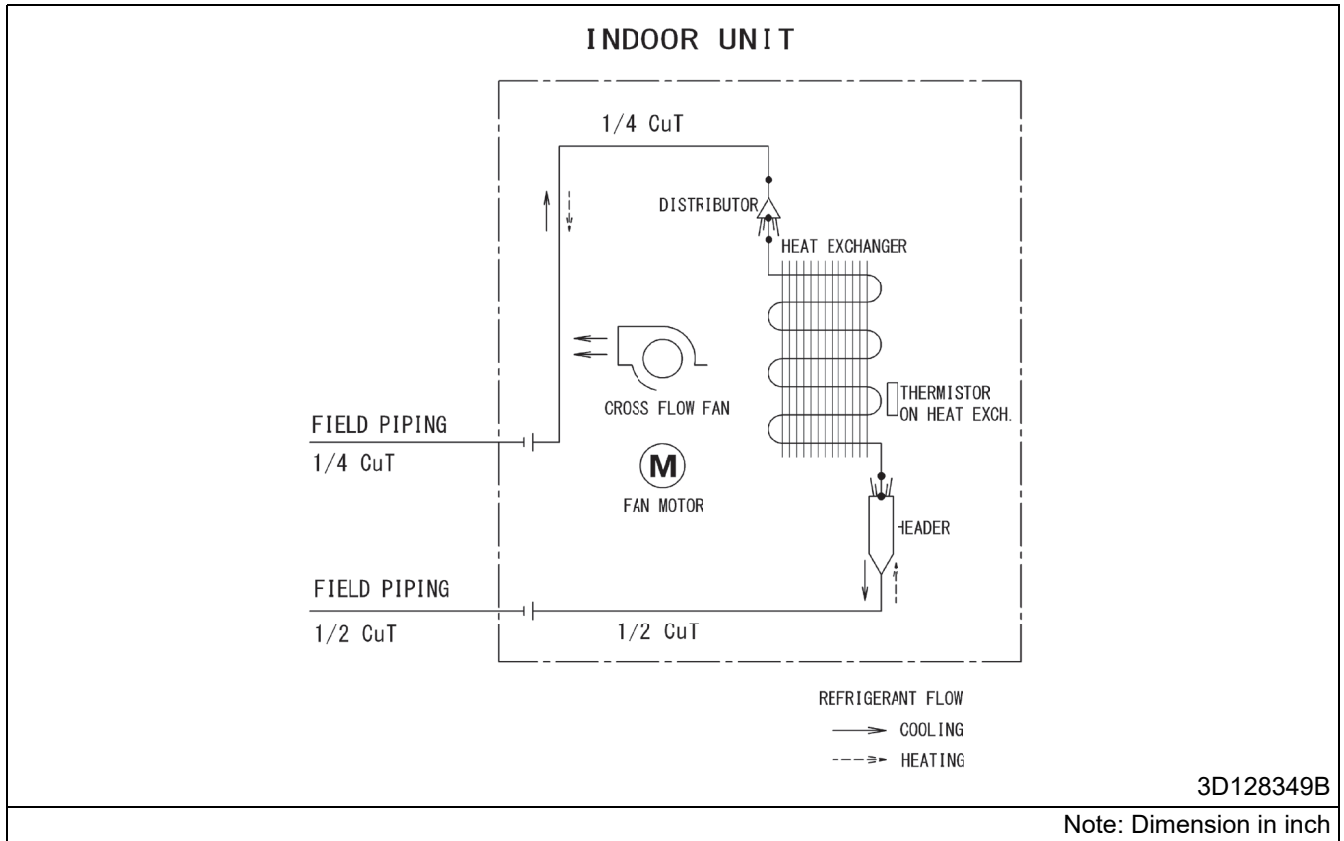 INDOOR UNIT
1/4 CuT
DISTRIBUTOR
HEAT EXCHANGER
THERMISTOR
ON HEAT EXCH.
CROSS FLOW FAN
FIELD PIPING
1/4 CuT
M
FAN MOTOR
HEADER
FIELD PIPING
1/2 CuT
1/2 CuT
REFRIGERANT FLOW
COOLING
HEATING
3D128349B
Note: Dimension in inch